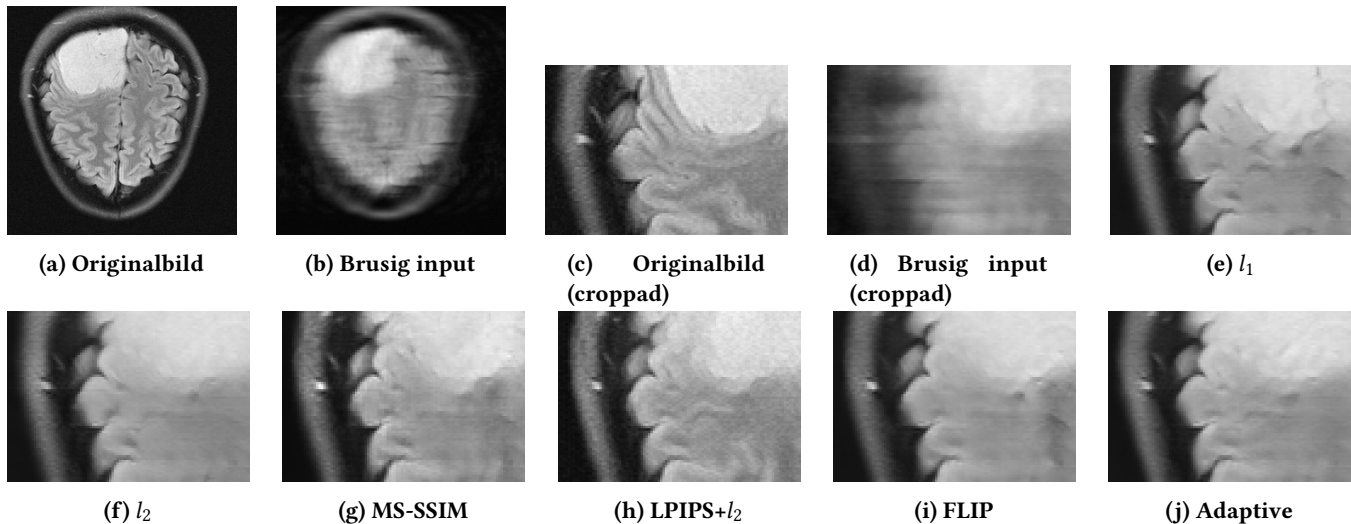 (a) Originalbild
(b) Brusig input
(c) Originalbild
(croppad)
(d) Brusig input
(croppad)
(e) l₁
(f) l₂
(g) MS-SSIM
(h) LPIPS+l₂
(i) FLIP
(j) Adaptive